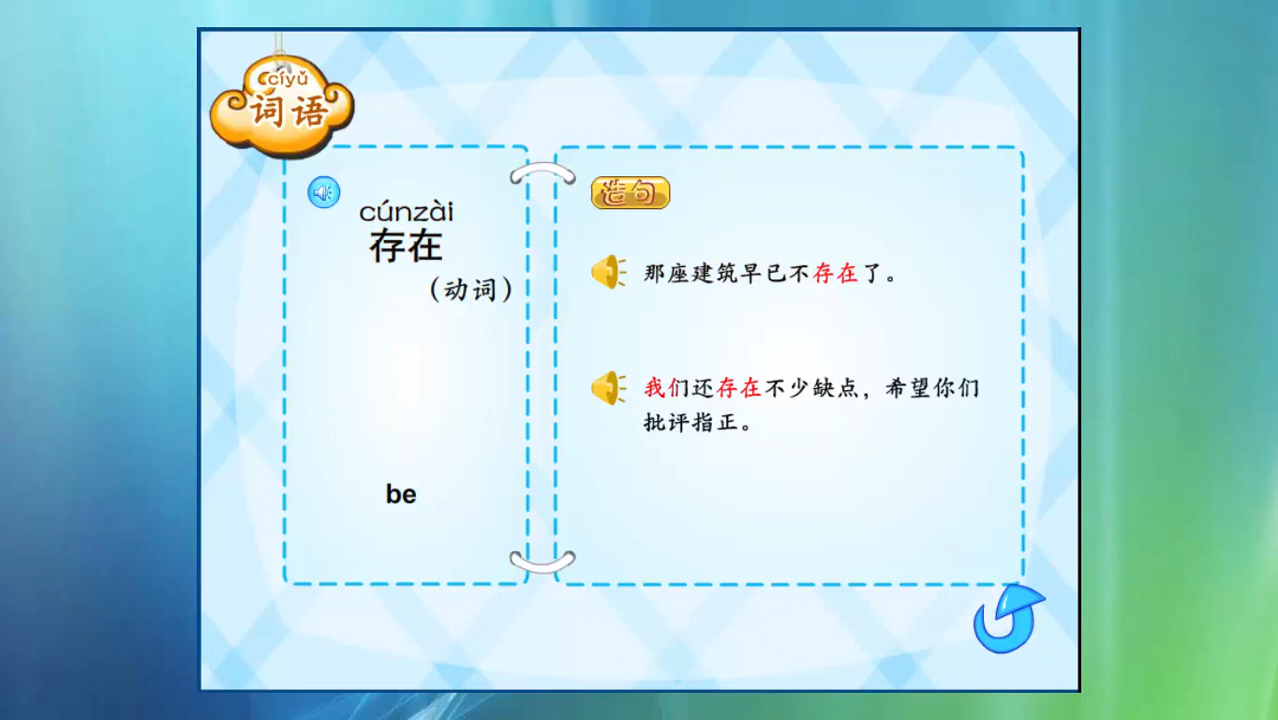 cíyǔ
词语
cúnzài
存在
（动词）
be
造句
那座建筑早已不存在了。
我们还存在不少缺点，希望你们
批评指正。